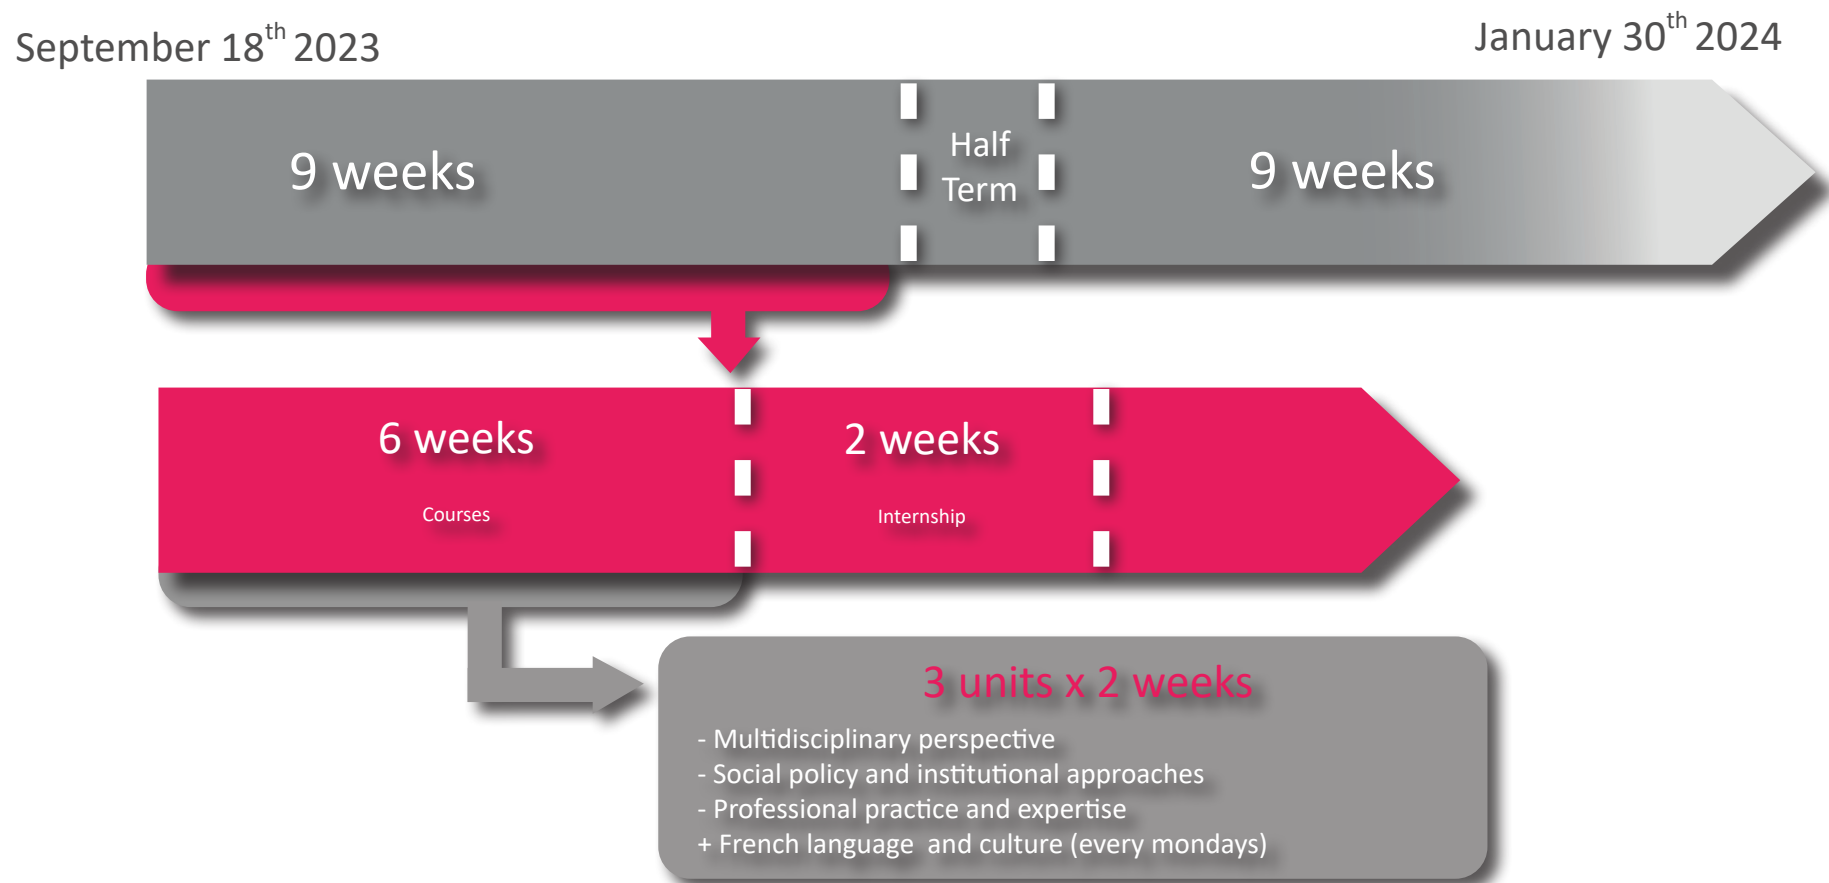 September 18th 2023
January 30th 2024
9 weeks
Half
Term
9 weeks
6 weeks
Courses
2 weeks
Internship
3 units x 2 weeks
- Multidisciplinary perspective
- Social policy and institutional approaches
- Professional practice and expertise
+ French language  and culture (every mondays)